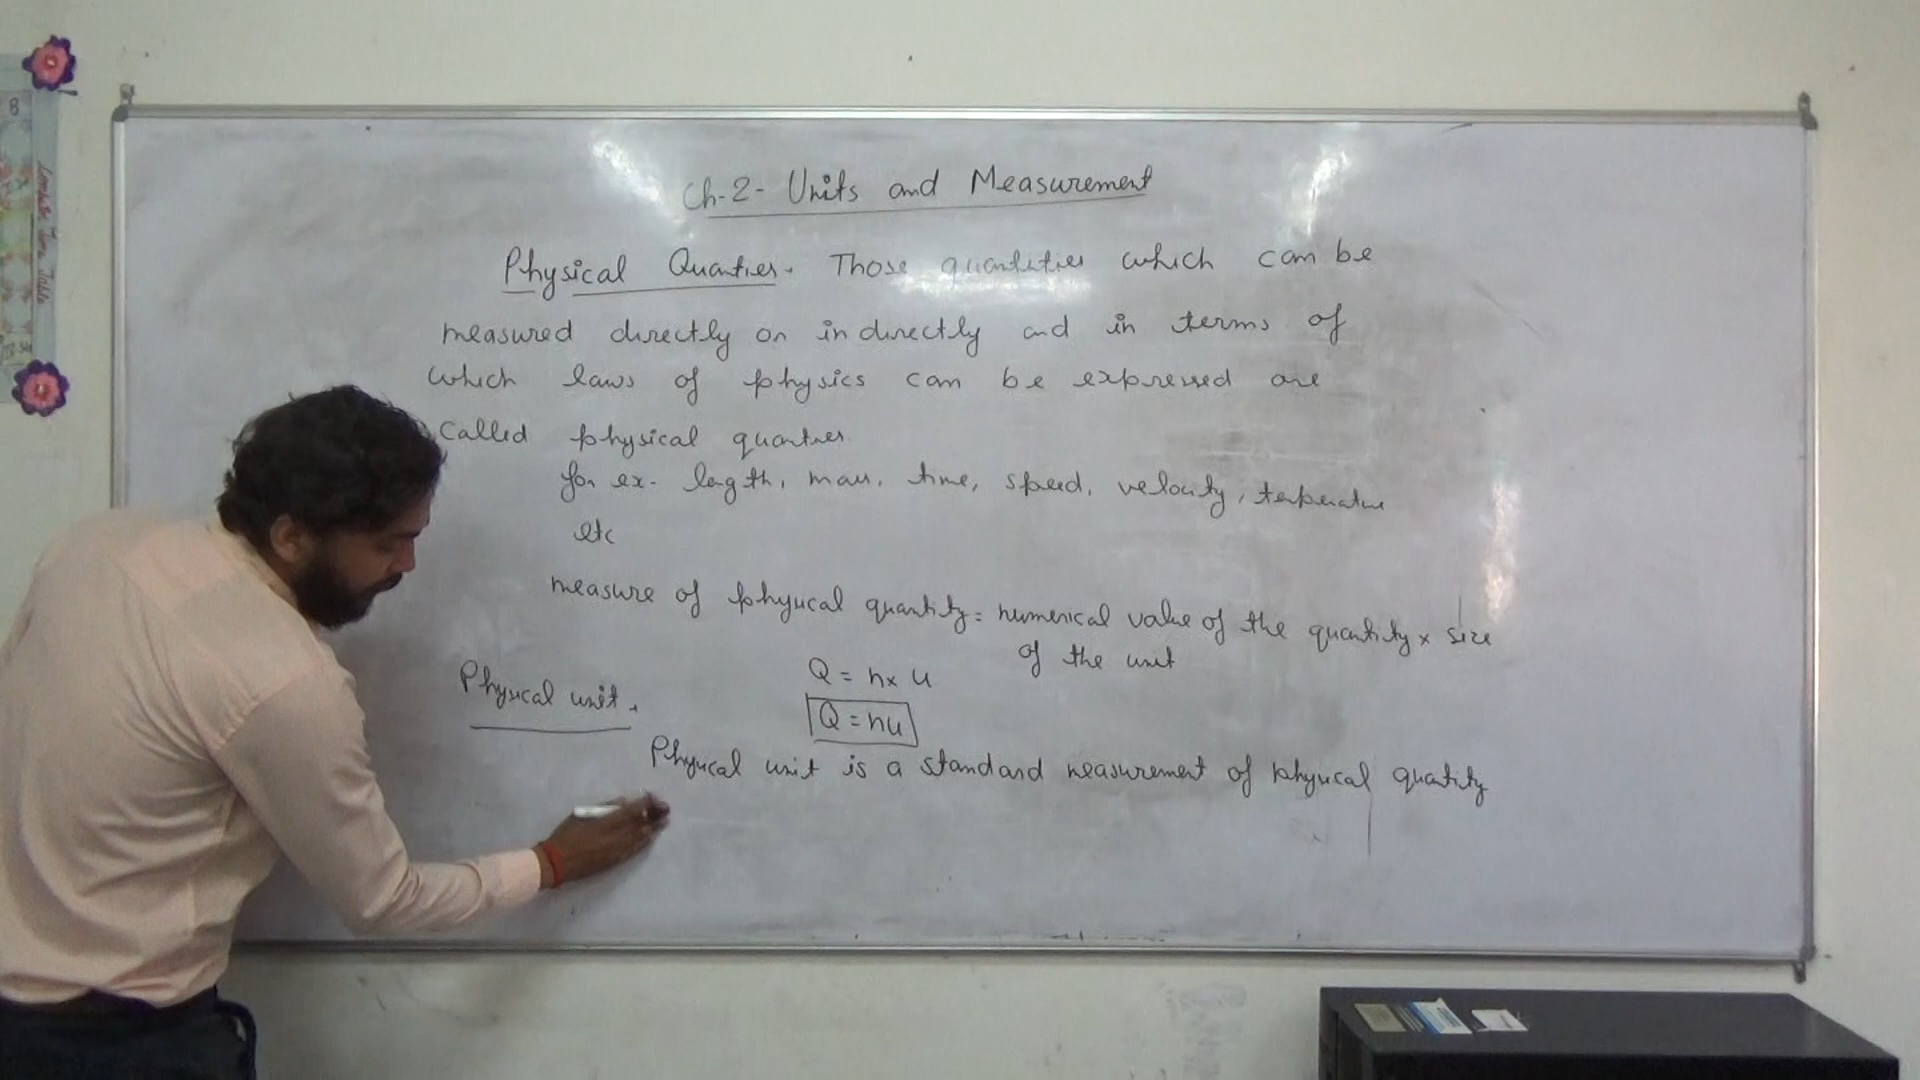 Ch-2- Units and Measurement
Physical Quanties. Those quantities which can be
measured directly or indirectly and in terms of
which laws of physics can be expressed are
Called physical quanties
for ex- length, mass, time, speed, velocity, temperature
etc
measure of physical quantity = numerical value of the quantity x size
of the unit
Q = n x u
Q = nu
Physical unit.
Physical unit is a standard measurement of physical quantity
8
Time Table